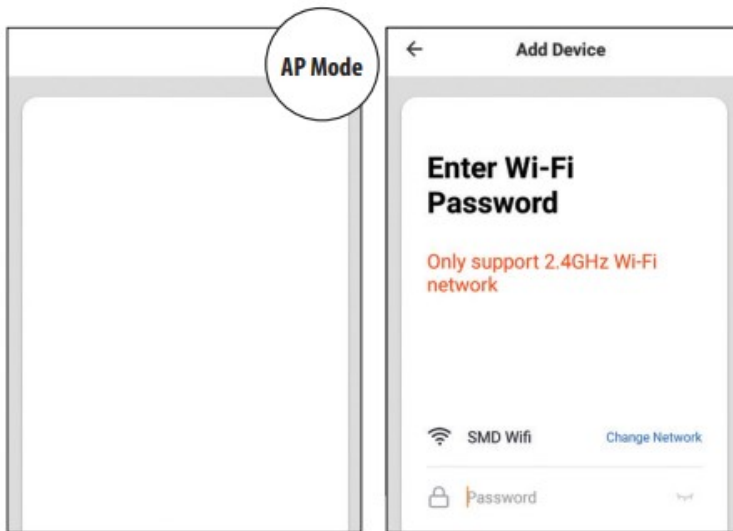 AP Mode
Add Device
Enter Wi-Fi
Password
Only support 2.4GHz Wi-Fi
network
SMD Wifi
Change Network
Password